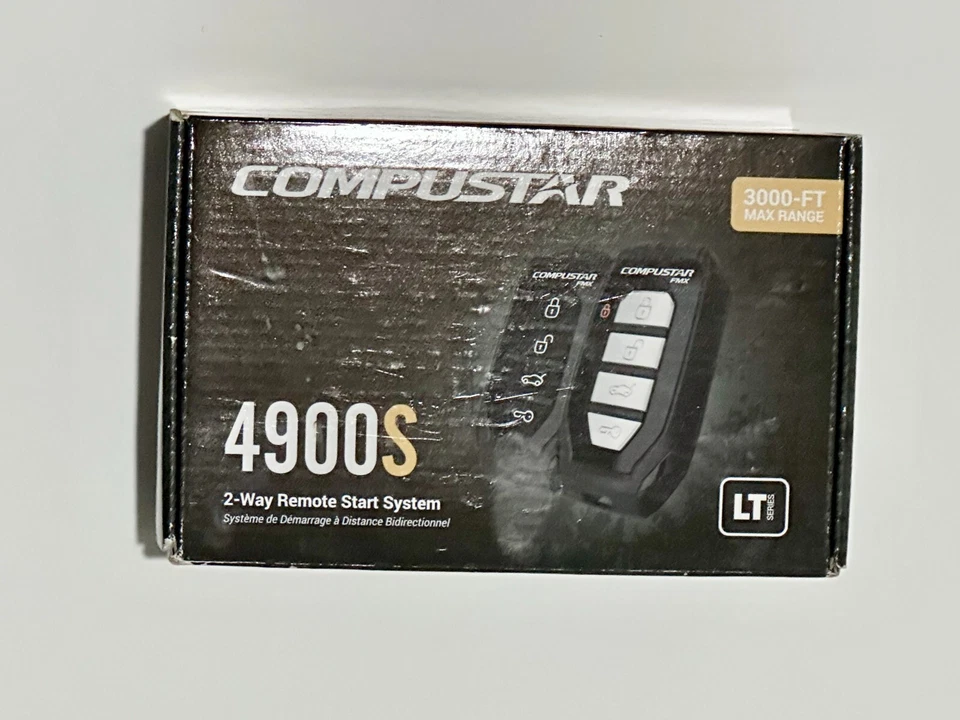 COMPUSTAR
3000-FT
MAX RANGE
COMPUSTAR
FMX
COMPUSTAR
FMX
4900S
2-Way Remote Start System
Système de Démarrage à Distance Bidirectionnel
LT
SERIES